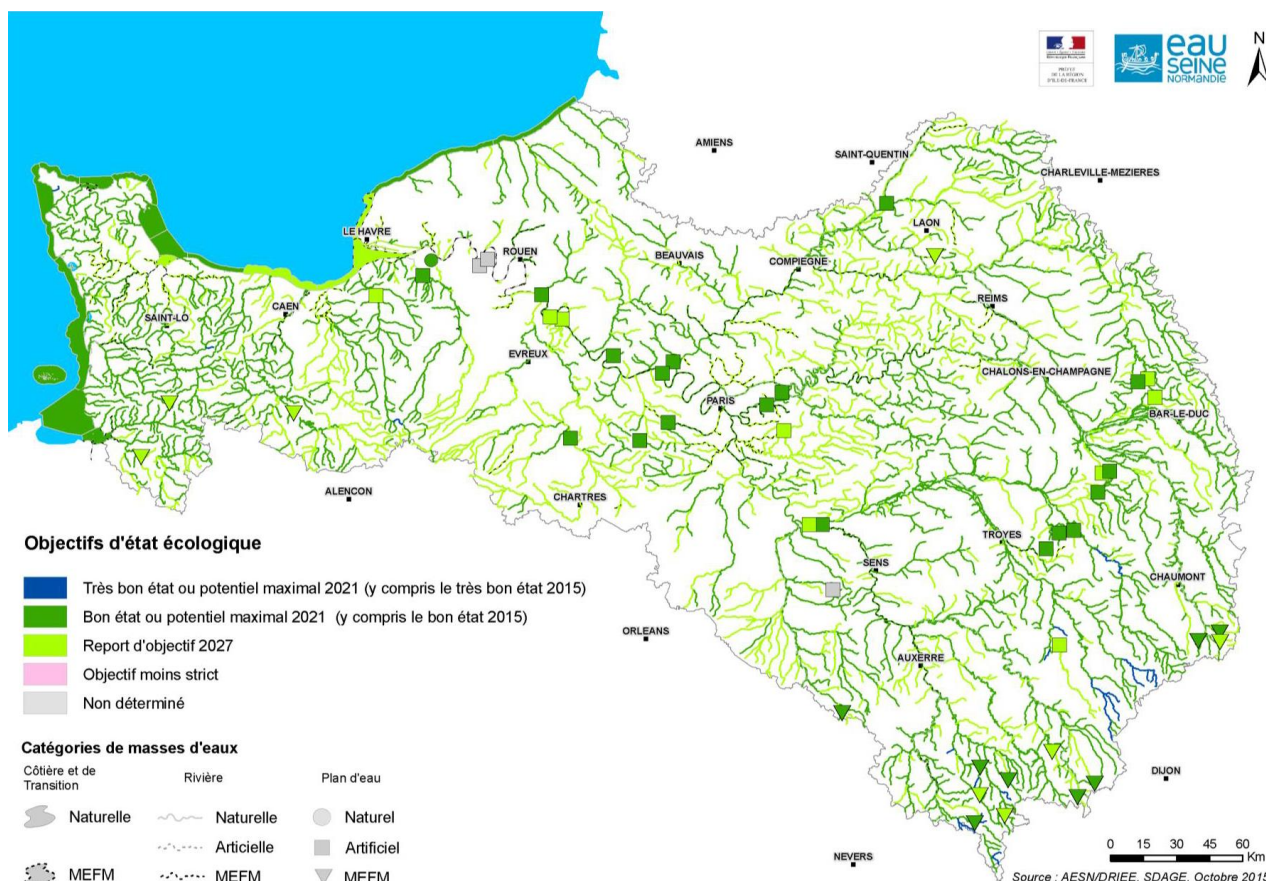 eau
SEINE
NORMANDIE
N
AMIENS
SAINT-QUENTIN
CHARLEVILLE-MEZIERES
LAON
LE HAVRE
ROUEN
BEAUVAIS
COMPIEGNE
REIMS
CAEN
SAINT-LO
EVREUX
CHALONS-EN-CHAMPAGNE
PARIS
BAR-LE-DUC
ALENCON
CHARTRES
TROYES
SENS
CHAUMONT
ORLEANS
AUXERRE
DIJON
NEVERS
Objectifs d'état écologique
Très bon état ou potentiel maximal 2021 (y compris le très bon état 2015)
Bon état ou potentiel maximal 2021 (y compris le bon état 2015)
Report d'objectif 2027
Objectif moins strict
Non déterminé
Catégories de masses d'eaux
Côtière et de Transition
Rivière
Plan d'eau
Naturelle
Naturelle
Naturel
Articielle
Artificiel
MEFM
MEFM
MEFM
0 15 30 45 60
Km
Source : AESN/DRIEE, SDAGE, Octobre 2015